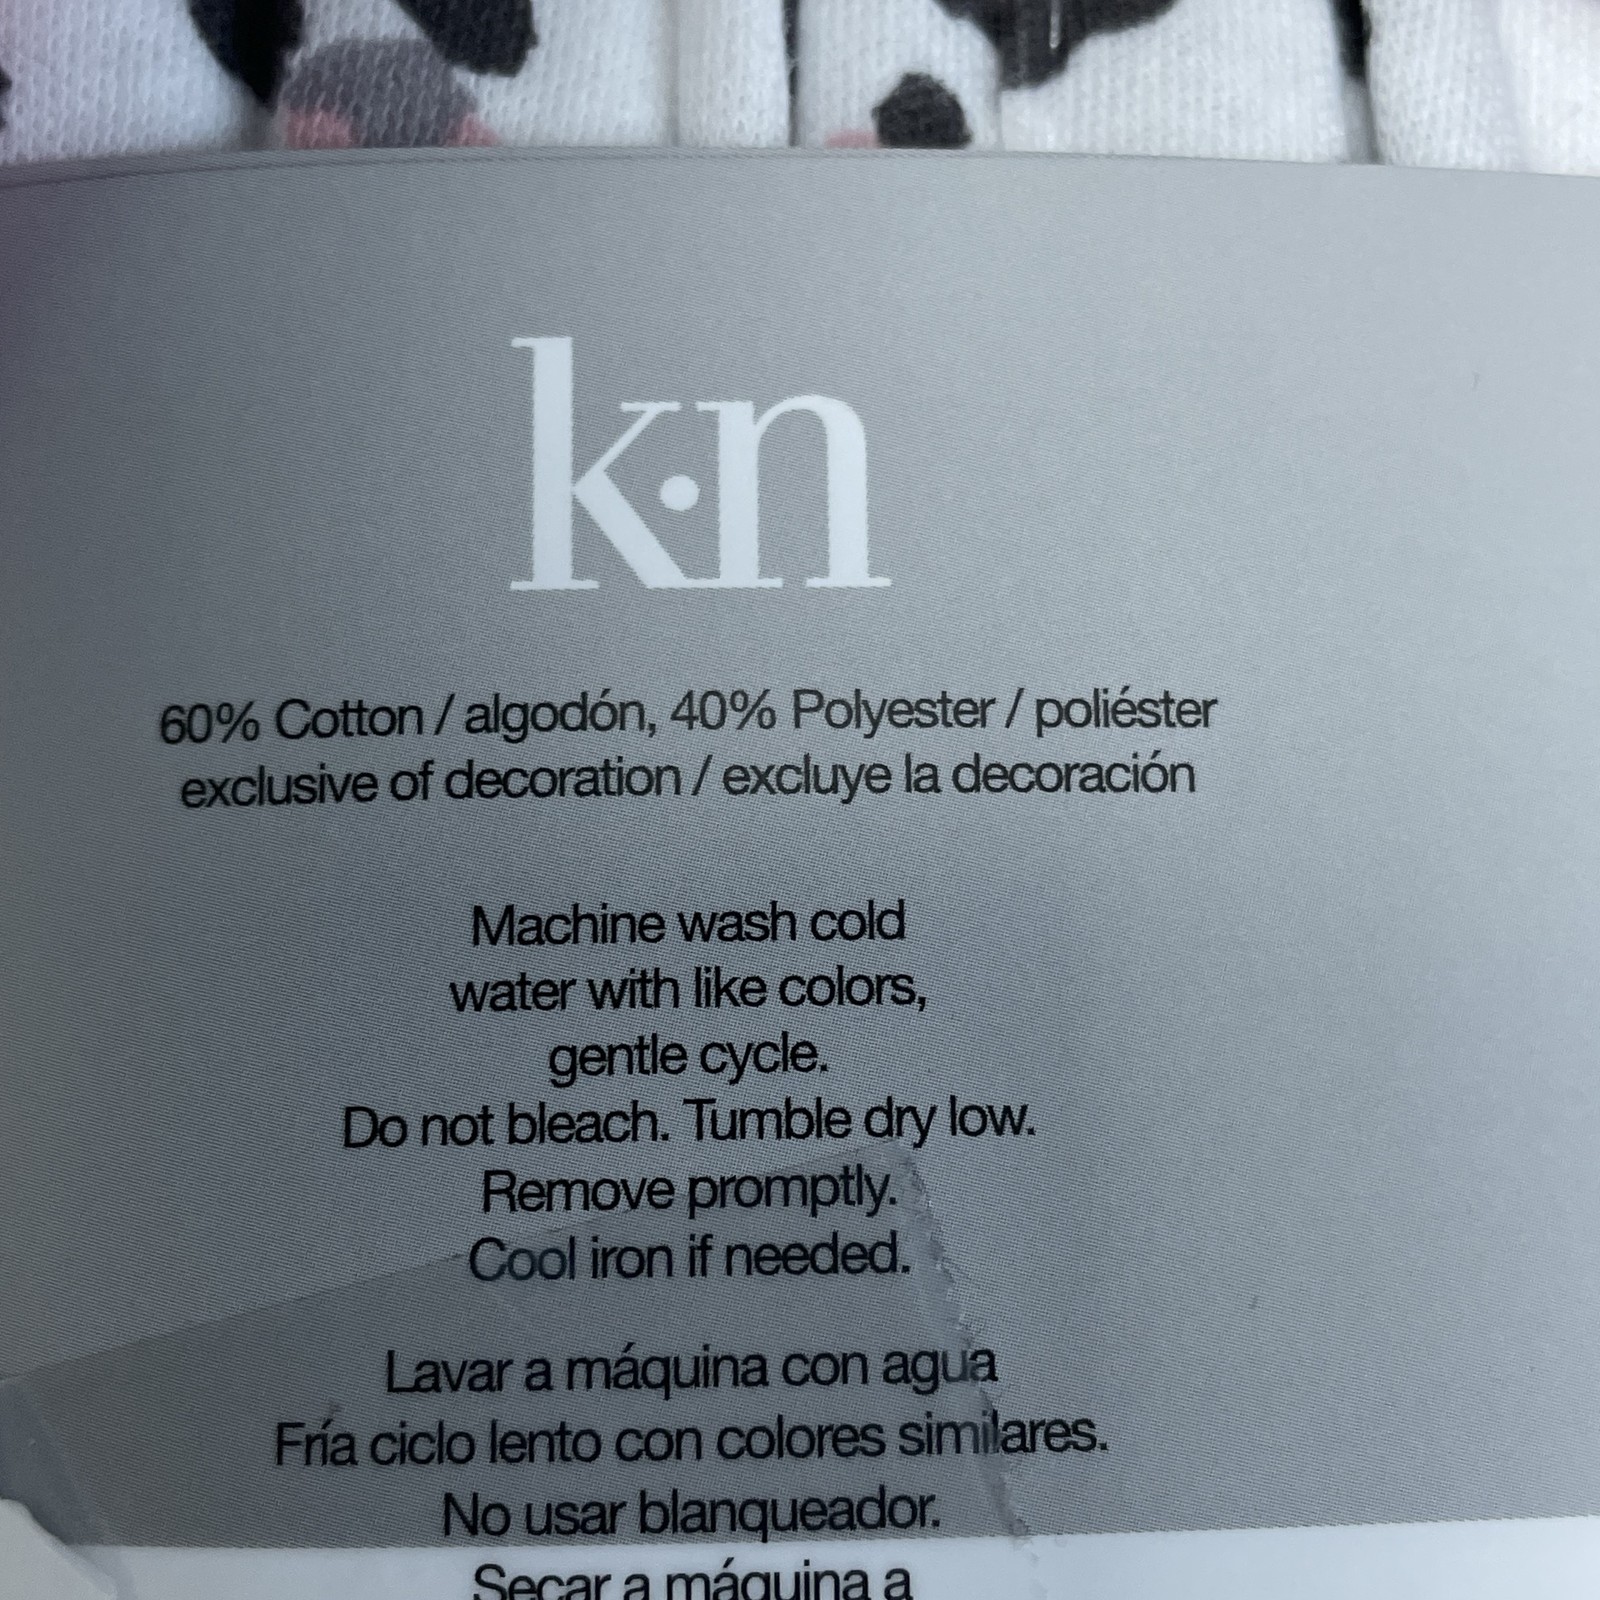 k·n
60% Cotton / algodón, 40% Polyester / poliéster
exclusive of decoration / excluye la decoración
Machine wash cold
water with like colors,
gentle cycle.
Do not bleach. Tumble dry low.
Remove promptly.
Cool iron if needed.
Lavar a máquina con agua
Fría ciclo lento con colores similares.
No usar blanqueador.
Secar a máquina a